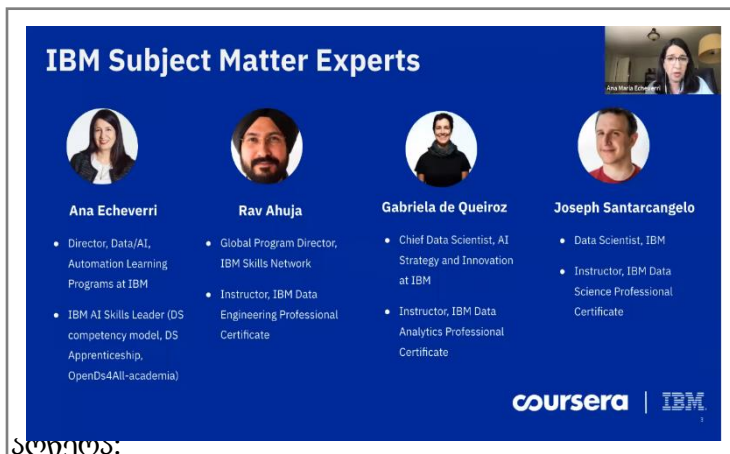 IBM Subject Matter Experts
Ana Maria Echeverri
Ana Echeverri
Director, Data/AI,
Automation Learning
Programs at IBM
IBM AI Skills Leader (DS
competency model, DS
Apprenticeship,
OpenDs4All-academia)
Rav Ahuja
Global Program Director,
IBM Skills Network
Instructor, IBM Data
Engineering Professional
Certificate
Gabriela de Queiroz
Chief Data Scientist, AI
Strategy and Innovation
at IBM
Instructor, IBM Data
Analytics Professional
Certificate
Joseph Santarcangelo
Data Scientist, IBM
Instructor, IBM Data
Science Professional
Certificate
coursera | IBM
3